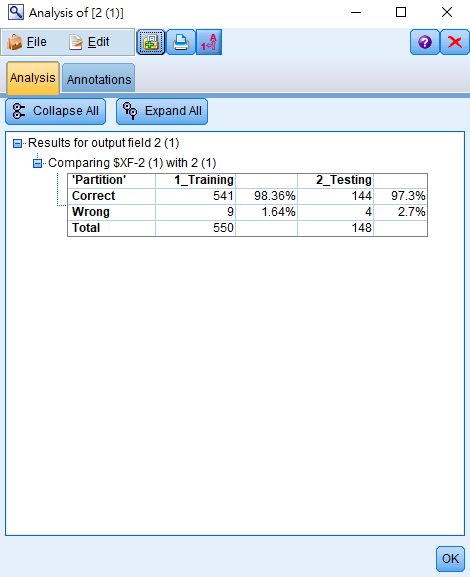 Analysis of [2 (1)]
File Edit
Analysis Annotations
Collapse All Expand All
Results for output field 2 (1)
Comparing $XF-2 (1) with 2 (1)
'Partition' 1_Training 2_Testing
Correct 541 98.36% 144 97.3%
Wrong 9 1.64% 4 2.7%
Total 550 148
OK